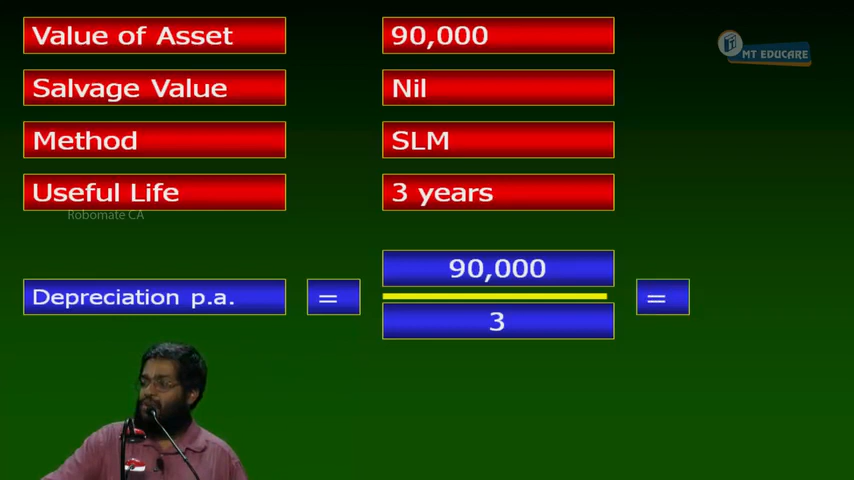 Value of Asset 90,000
MT EDUCARE
Salvage Value Nil
Method SLM
Useful Life 3 years
Robomate CA
90,000
Depreciation p.a. = =
3